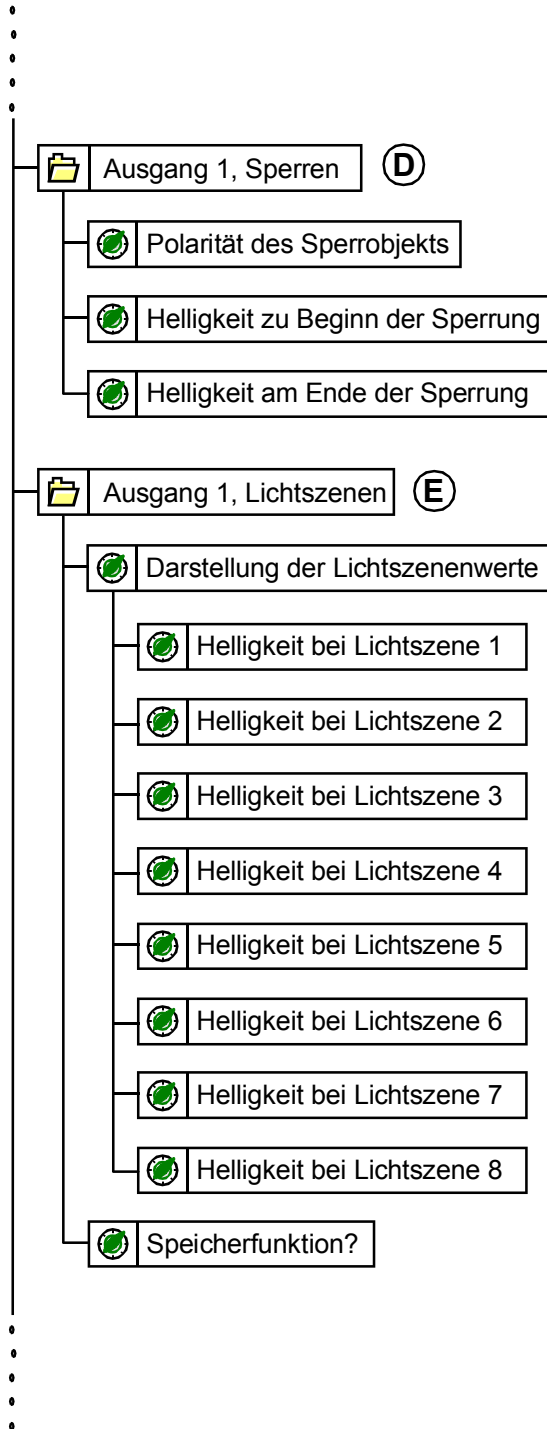 Ausgang 1, Sperren D
Polarität des Sperrobjekts
Helligkeit zu Beginn der Sperrung
Helligkeit am Ende der Sperrung
Ausgang 1, Lichtszenen E
Darstellung der Lichtszenenwerte
Helligkeit bei Lichtszene 1
Helligkeit bei Lichtszene 2
Helligkeit bei Lichtszene 3
Helligkeit bei Lichtszene 4
Helligkeit bei Lichtszene 5
Helligkeit bei Lichtszene 6
Helligkeit bei Lichtszene 7
Helligkeit bei Lichtszene 8
Speicherfunktion?